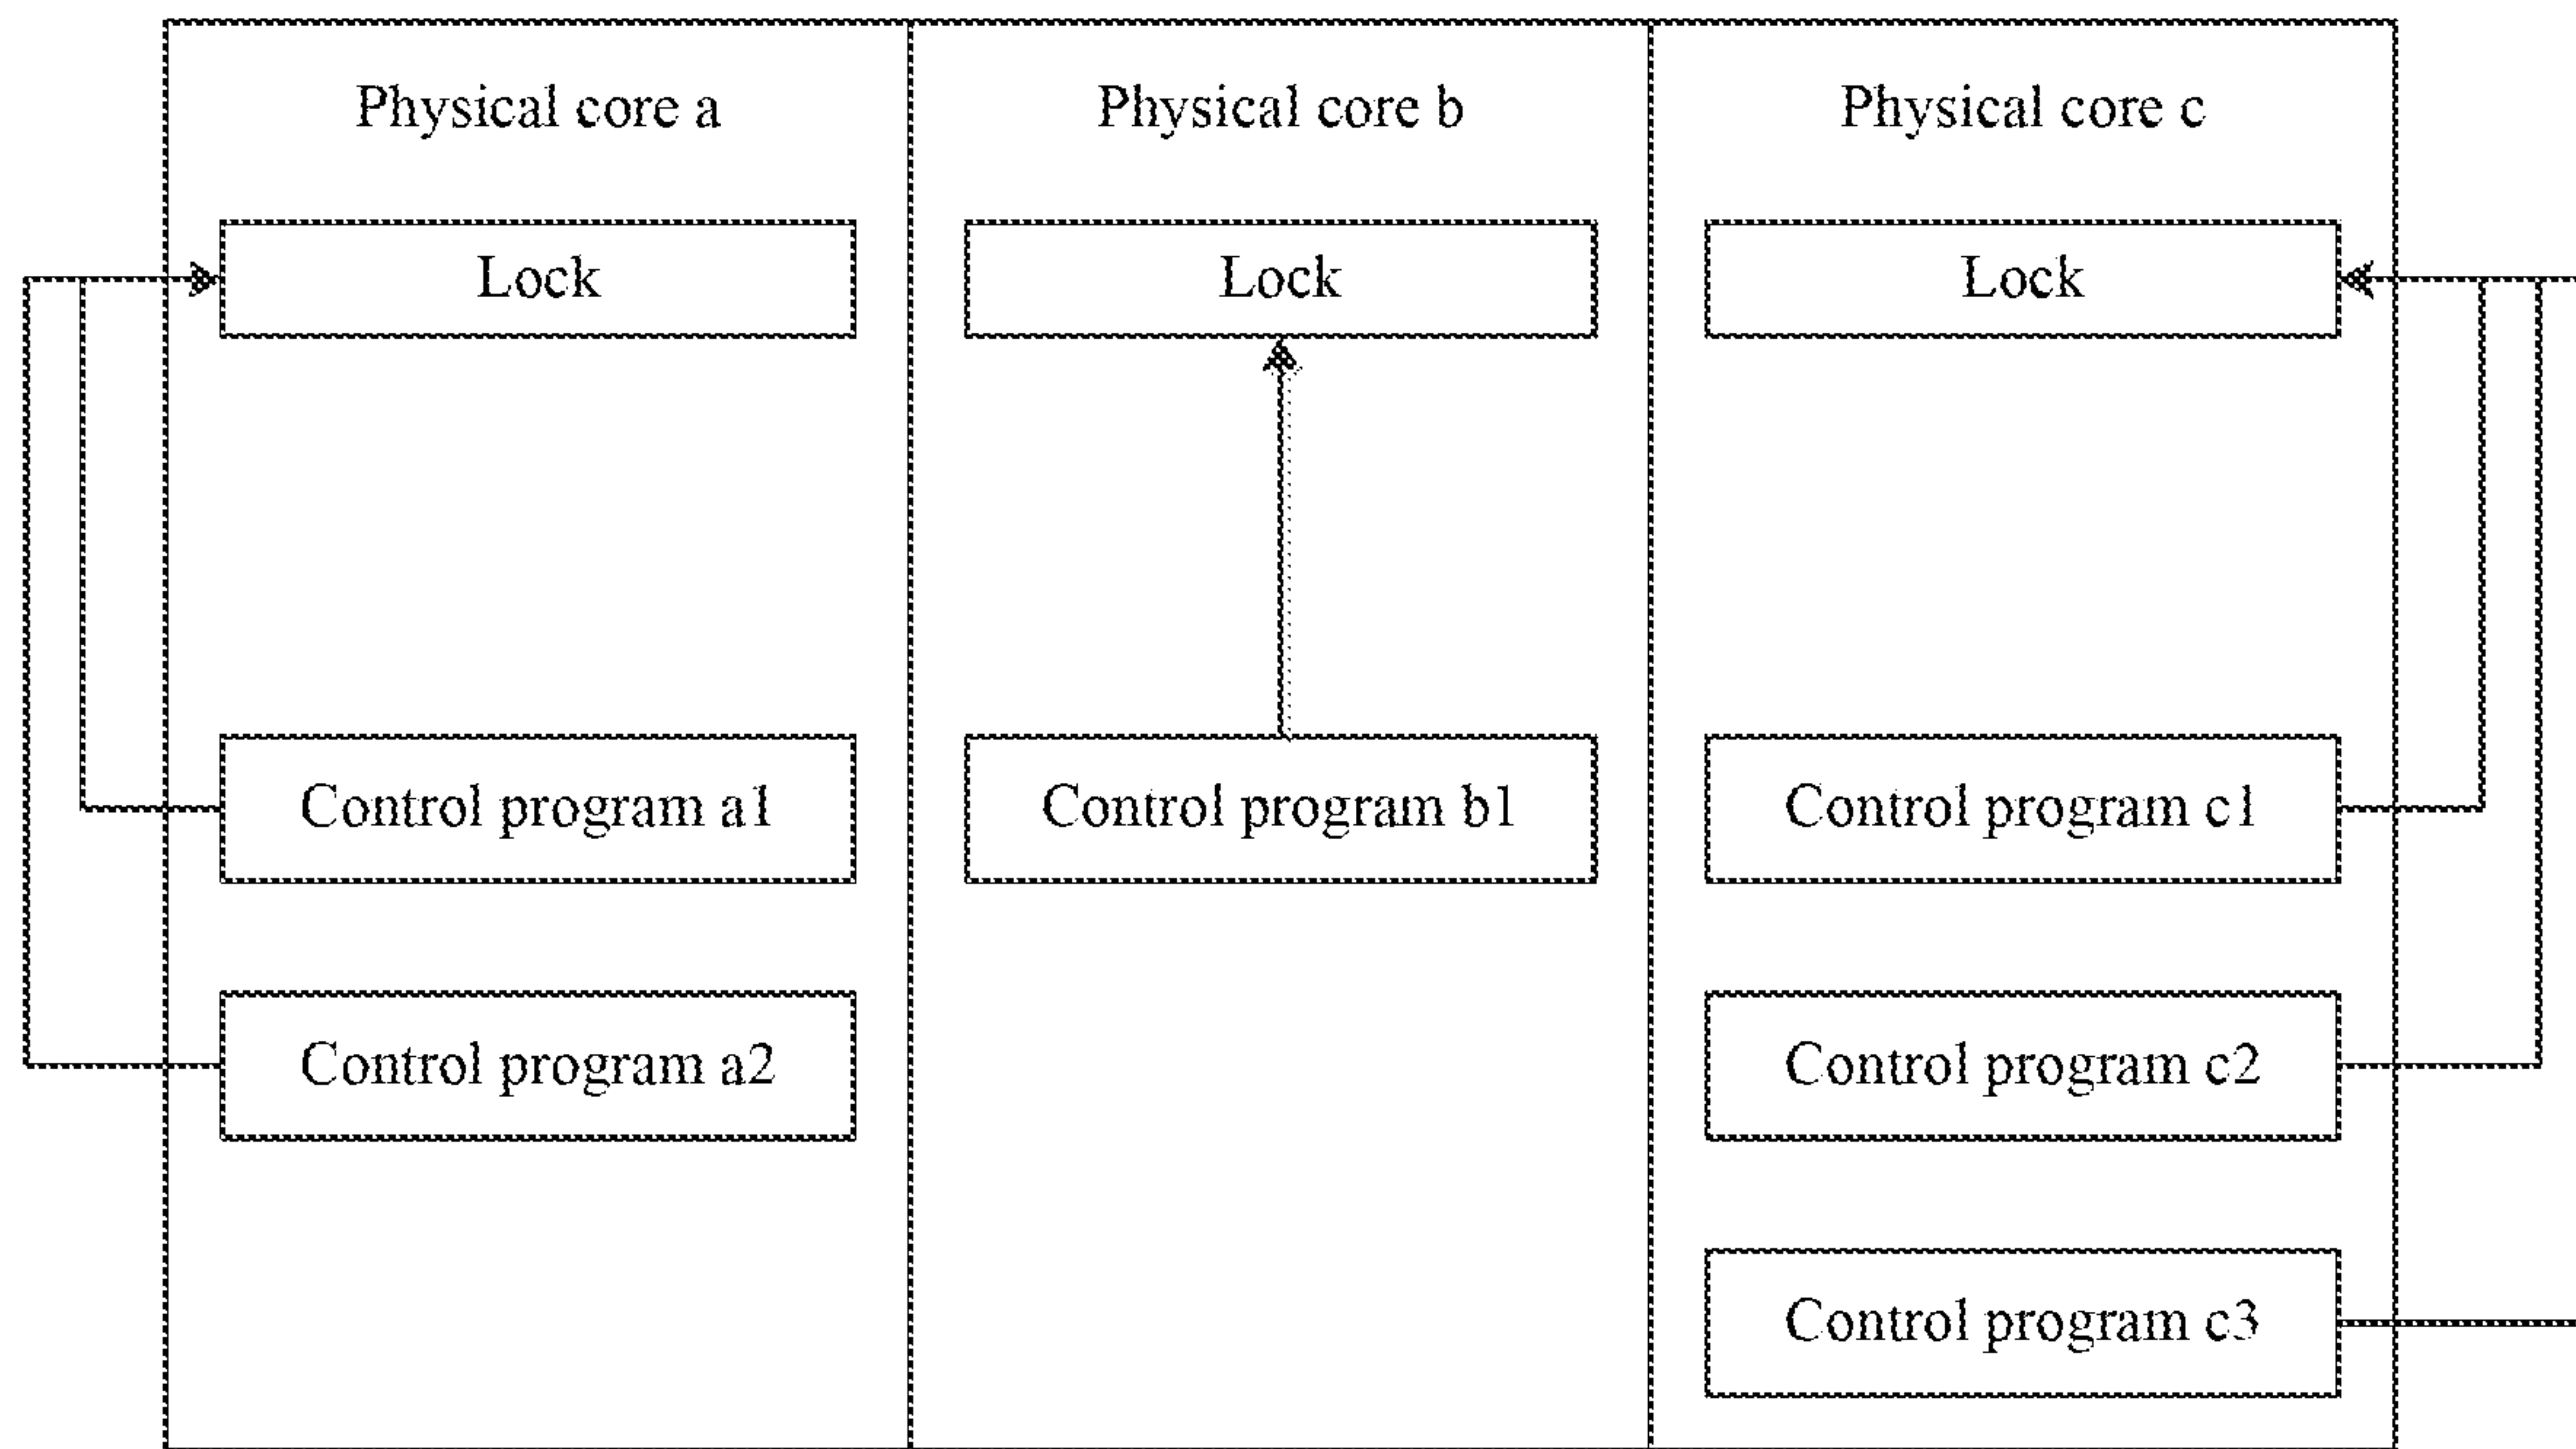 Physical core a
Physical core b
Physical core c
Lock
Lock
Lock
Control program a1
Control program b1
Control program c1
Control program a2
Control program c2
Control program c3